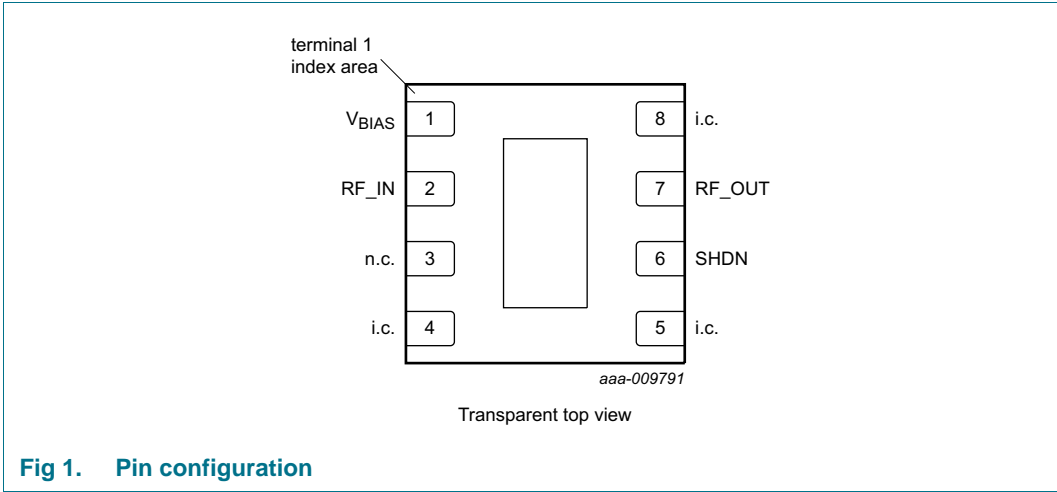 terminal 1
index area
VBIAS 1 8 i.c.
RF_IN 2 7 RF_OUT
n.c. 3 6 SHDN
i.c. 4 5 i.c.
aaa-009791
Transparent top view
Fig 1. Pin configuration